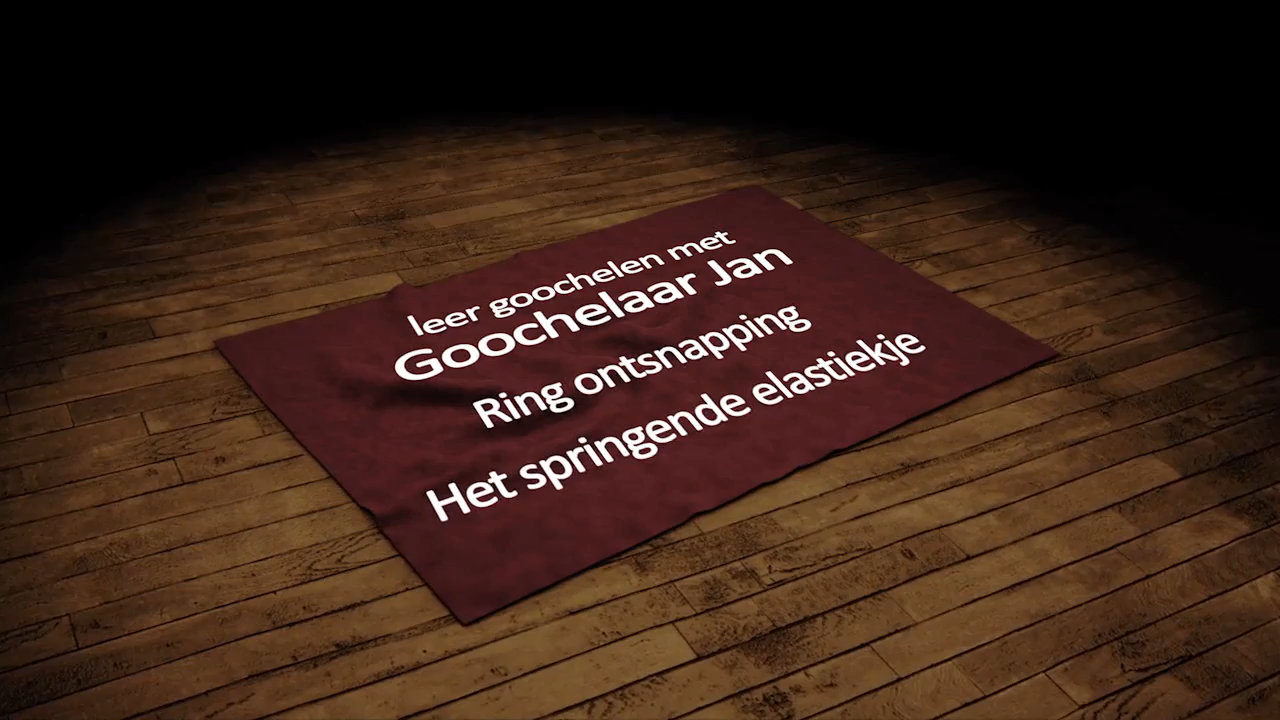 leer goochelen met
Goochelaar Jan
Ring ontsnapping
Het springende elastiekje